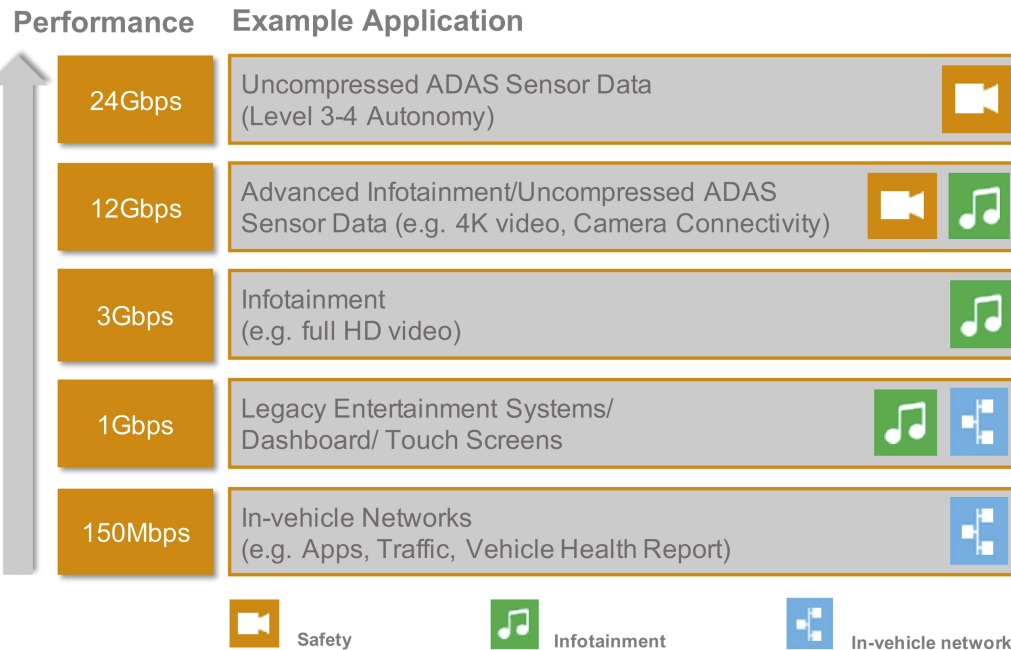 Performance
Example Application
24Gbps
Uncompressed ADAS Sensor Data
(Level 3-4 Autonomy)
12Gbps
Advanced Infotainment/Uncompressed ADAS
Sensor Data (e.g. 4K video, Camera Connectivity)
3Gbps
Infotainment
(e.g. full HD video)
1Gbps
Legacy Entertainment Systems/
Dashboard/ Touch Screens
150Mbps
In-vehicle Networks
(e.g. Apps, Traffic, Vehicle Health Report)
Safety
Infotainment
In-vehicle network